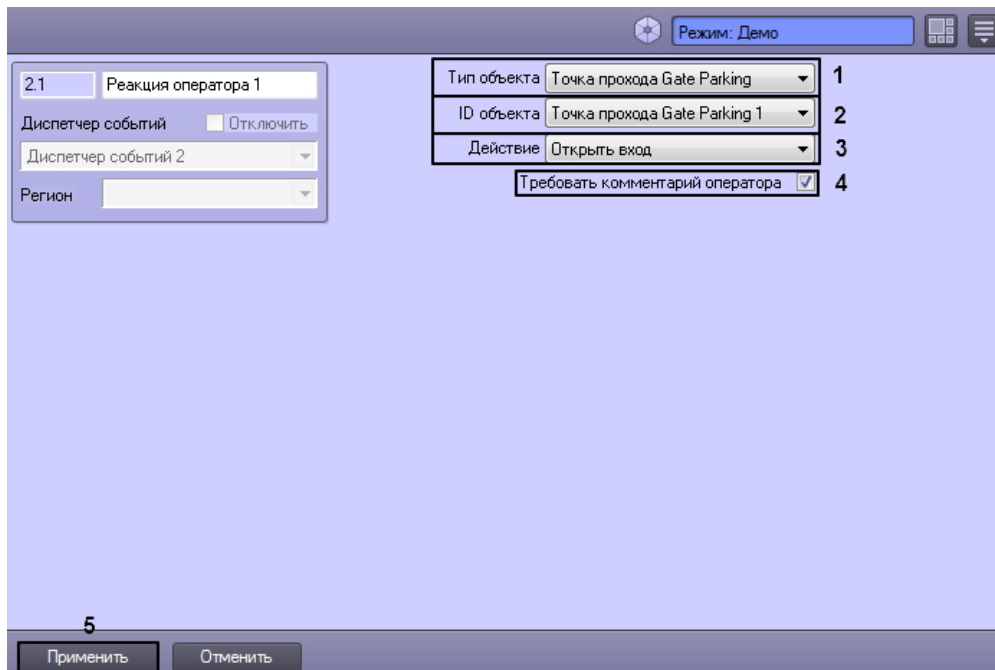 Режим: Демо
2.1 Реакция оператора 1
Диспетчер событий Отключить
Диспетчер событий 2
Регион
Тип объекта Точка прохода Gate Parking 1
ID объекта Точка прохода Gate Parking 1 2
Действие Открыть вход 3
Требовать комментарий оператора 4
5
Применить Отменить